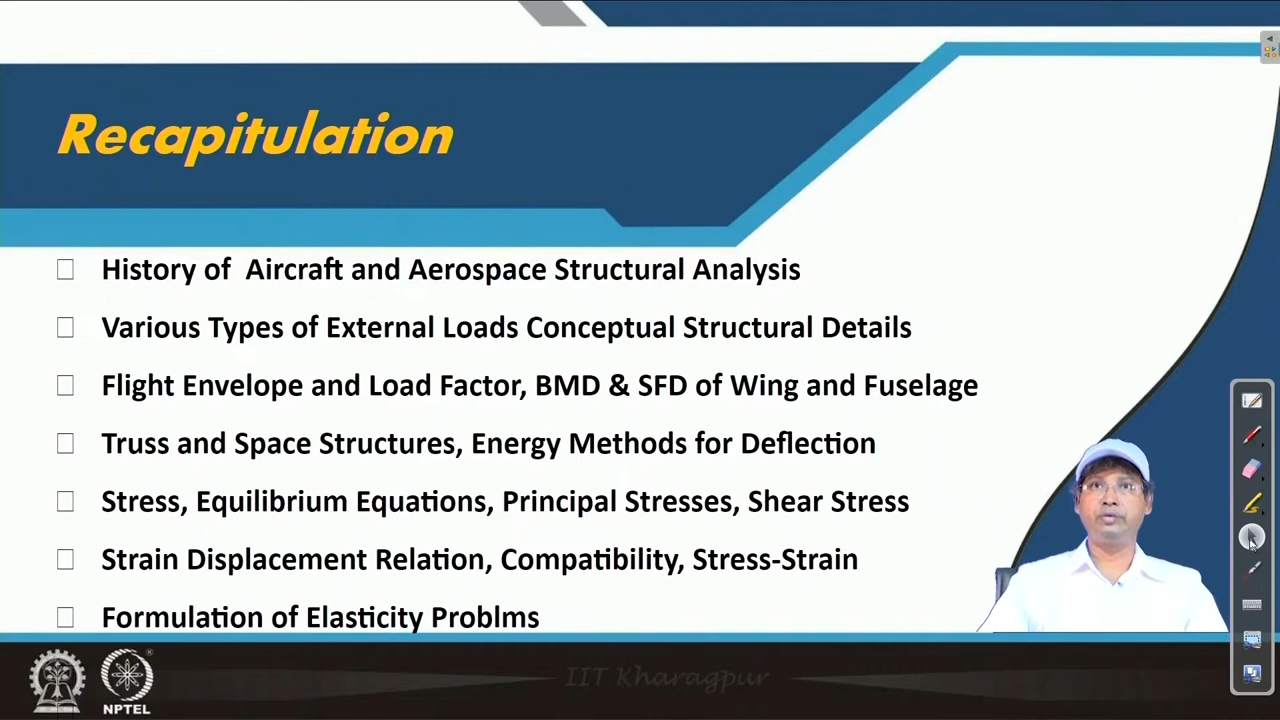 Recapitulation
History of Aircraft and Aerospace Structural Analysis
Various Types of External Loads Conceptual Structural Details
Flight Envelope and Load Factor, BMD & SFD of Wing and Fuselage
Truss and Space Structures, Energy Methods for Deflection
Stress, Equilibrium Equations, Principal Stresses, Shear Stress
Strain Displacement Relation, Compatibility, Stress-Strain
Formulation of Elasticity Problms
IIT Kharagpur
NPTEL